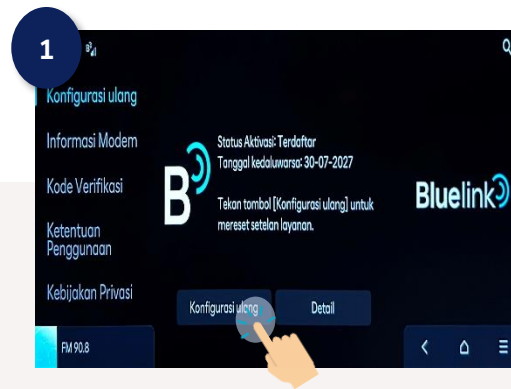 1
Konfigurasi ulang
Informasi Modem
Kode Verifikasi
Ketentuan
Penggunaan
Kebijakan Privasi
Status Aktivasi: Terdaftar
Tanggal kedaluwarsa: 30-07-2027
Tekan tombol [Konfigurasi ulang] untuk
mereset setelan layanan.
B
Bluelink
Konfigurasi ulang
Detail
FM 90.8